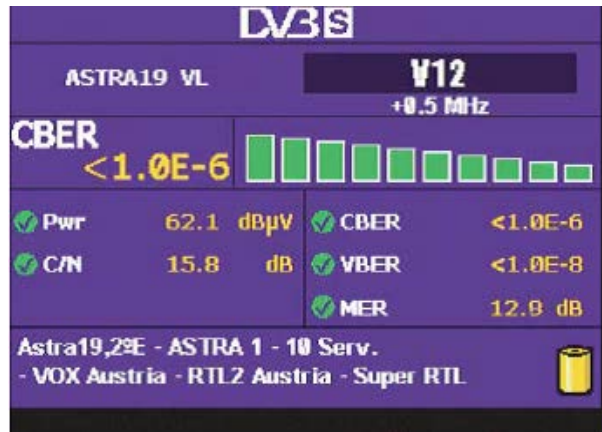 DVB S
ASTRA19 VL
V12
+0.5 MHz
CBER
<1.0E-6
Pwr 62.1 dBµV
CBER <1.0E-6
C/N 15.8 dB
VBER <1.0E-8
MER 12.9 dB
Astra19,2ºE - ASTRA 1 - 10 Serv.
- VOX Austria - RTL2 Austria - Super RTL